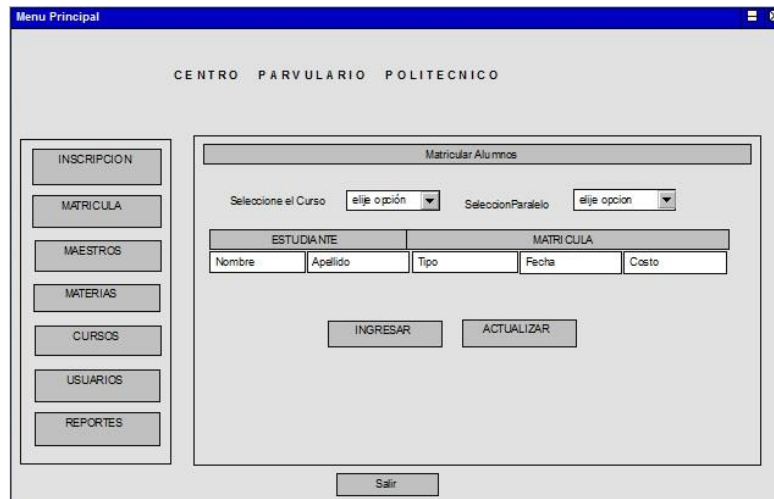 Menu Principal
CENTRO PARVULARIO POLITECNICO
INSCRIPCION
MATRICULA
MAESTROS
MATERIAS
CURSOS
USUARIOS
REPORTES
Matricular Alumnos
Seleccione el Curso elije opción SeleccionParalelo elije opcion
ESTUDIANTE MATRICULA
Nombre Apellido Tipo Fecha Costo
INGRESAR ACTUALIZAR
Salir